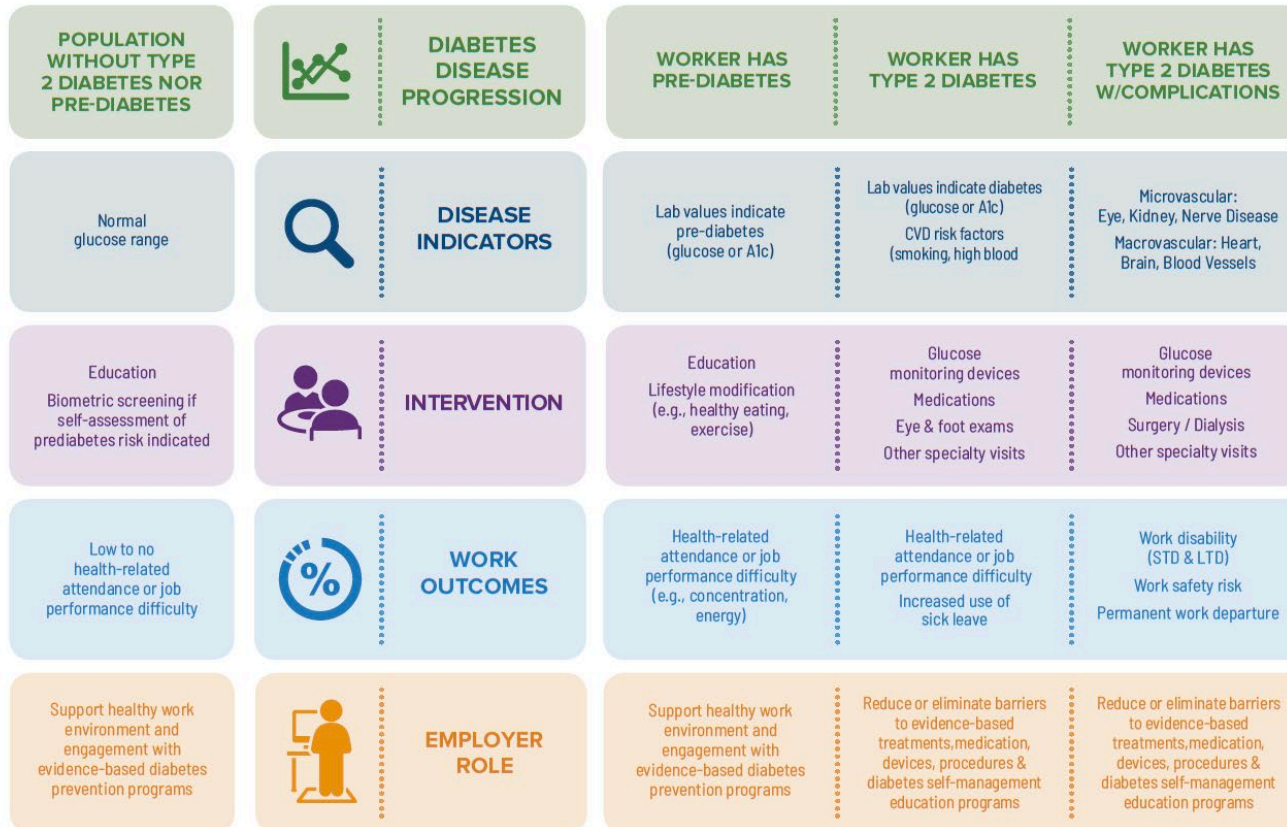 POPULATION
WITHOUT TYPE
2 DIABETES NOR
PRE-DIABETES
DIABETES
DISEASE
PROGRESSION
WORKER HAS
PRE-DIABETES
WORKER HAS
TYPE 2 DIABETES
WORKER HAS
TYPE 2 DIABETES
W/COMPLICATIONS
Normal
glucose range
DISEASE
INDICATORS
Lab values indicate
pre-diabetes
(glucose or A1c)
Lab values indicate diabetes
(glucose or A1c)
CVD risk factors
(smoking, high blood
Microvascular:
Eye, Kidney, Nerve Disease
Macrovascular: Heart,
Brain, Blood Vessels
Education
Biometric screening if
self-assessment of
prediabetes risk indicated
INTERVENTION
Education
Lifestyle modification
(e.g., healthy eating,
exercise)
Glucose
monitoring devices
Medications
Eye & foot exams
Other specialty visits
Glucose
monitoring devices
Medications
Surgery / Dialysis
Other specialty visits
Low to no
health-related
attendance or job
performance difficulty
%
WORK
OUTCOMES
Health-related
attendance or job
performance difficulty
(e.g., concentration,
energy)
Health-related
attendance or job
performance difficulty
Increased use of
sick leave
Work disability
(STD & LTD)
Work safety risk
Permanent work departure
Support healthy work
environment and
engagement with
evidence-based diabetes
prevention programs
EMPLOYER
ROLE
Support healthy work
environment and
engagement with
evidence-based diabetes
prevention programs
Reduce or eliminate barriers
to evidence-based
treatments,medication,
devices, procedures &
diabetes self-management
education programs
Reduce or eliminate barriers
to evidence-based
treatments,medication,
devices, procedures &
diabetes self-management
education programs